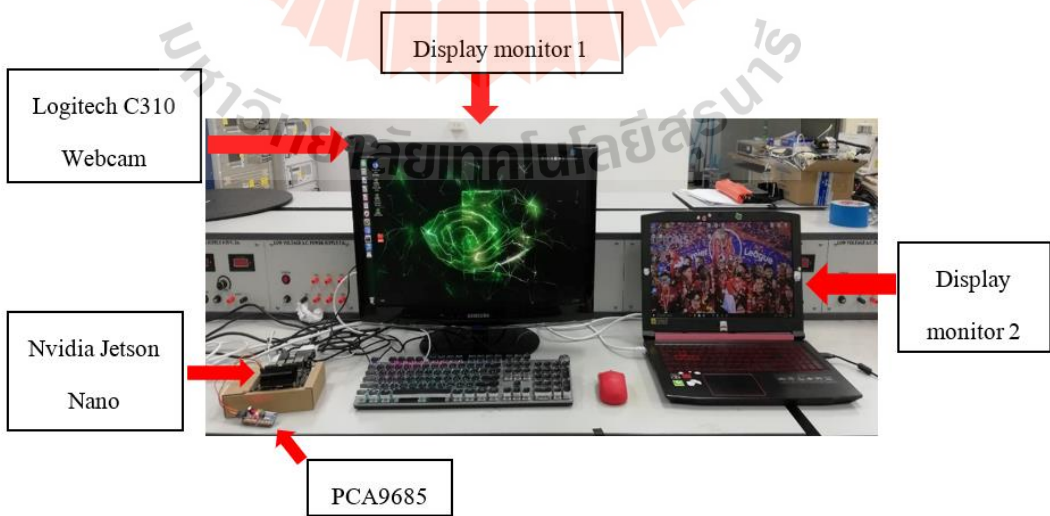 Display monitor 1
Logitech C310
Webcam
มหาวิทยาลัยเทคโนโลยีสุรนารี
SAMSUNG
League
Display
monitor 2
Nvidia Jetson
Nano
PCA9685